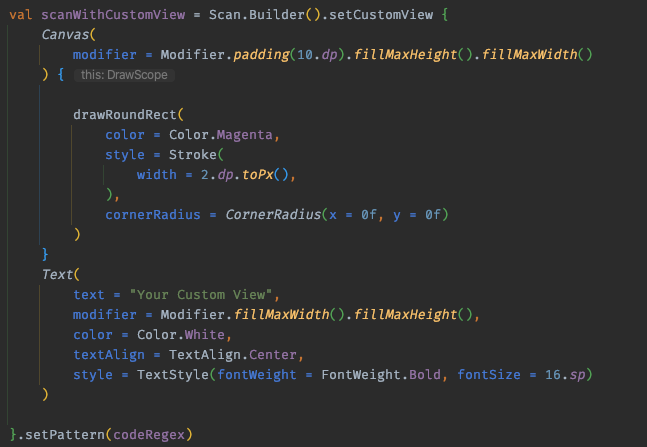 val scanWithCustomView = Scan.Builder().setCustomView {
    Canvas(
        modifier = Modifier.padding(10.dp).fillMaxHeight().fillMaxWidth()
    ) { this: DrawScope

        drawRoundRect(
            color = Color.Magenta,
            style = Stroke(
                width = 2.dp.toPx(),
            ),
            cornerRadius = CornerRadius(x = 0f, y = 0f)
        )
    }
    Text(
        text = "Your Custom View",
        modifier = Modifier.fillMaxWidth().fillMaxHeight(),
        color = Color.White,
        textAlign = TextAlign.Center,
        style = TextStyle(fontWeight = FontWeight.Bold, fontSize = 16.sp)
    )

}.setPattern(codeRegex)